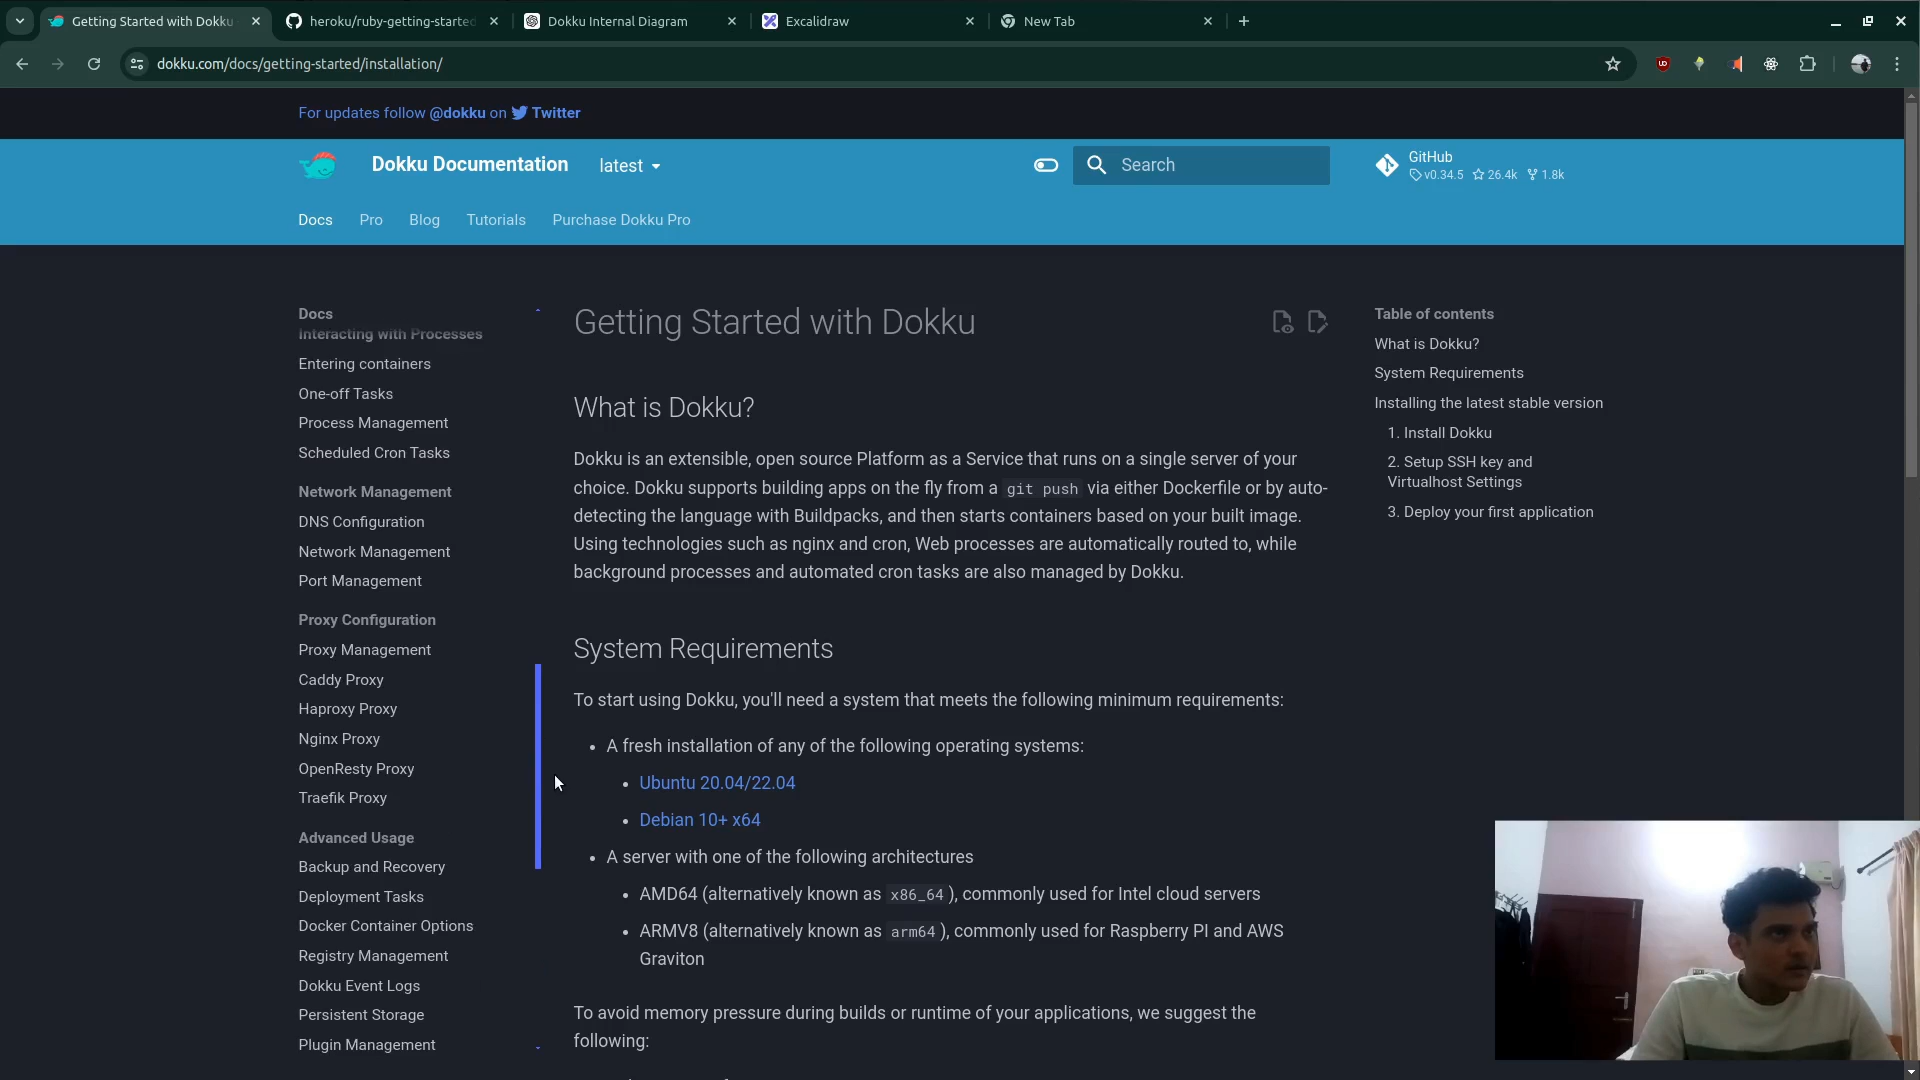 Getting Started with Dokku
heroku/ruby-getting-started
Dokku Internal Diagram
Excalidraw
New Tab
dokku.com/docs/getting-started/installation/
For updates follow @dokku on Twitter
Dokku Documentation
latest
Search
GitHub
v0.34.5 26.4k 1.8k
Docs Pro Blog Tutorials Purchase Dokku Pro
Docs
Interacting with Processes
Entering containers
One-off Tasks
Process Management
Scheduled Cron Tasks
Network Management
DNS Configuration
Network Management
Port Management
Proxy Configuration
Proxy Management
Caddy Proxy
Haproxy Proxy
Nginx Proxy
OpenResty Proxy
Traefik Proxy
Advanced Usage
Backup and Recovery
Deployment Tasks
Docker Container Options
Registry Management
Dokku Event Logs
Persistent Storage
Plugin Management
Getting Started with Dokku
What is Dokku?
Dokku is an extensible, open source Platform as a Service that runs on a single server of your
choice. Dokku supports building apps on the fly from a git push via either Dockerfile or by auto-
detecting the language with Buildpacks, and then starts containers based on your built image.
Using technologies such as nginx and cron, Web processes are automatically routed to, while
background processes and automated cron tasks are also managed by Dokku.
System Requirements
To start using Dokku, you'll need a system that meets the following minimum requirements:
• A fresh installation of any of the following operating systems:
• Ubuntu 20.04/22.04
• Debian 10+ x64
• A server with one of the following architectures
• AMD64 (alternatively known as x86_64), commonly used for Intel cloud servers
• ARMV8 (alternatively known as arm64), commonly used for Raspberry PI and AWS
Graviton
To avoid memory pressure during builds or runtime of your applications, we suggest the
following:
Table of contents
What is Dokku?
System Requirements
Installing the latest stable version
1. Install Dokku
2. Setup SSH key and
Virtualhost Settings
3. Deploy your first application